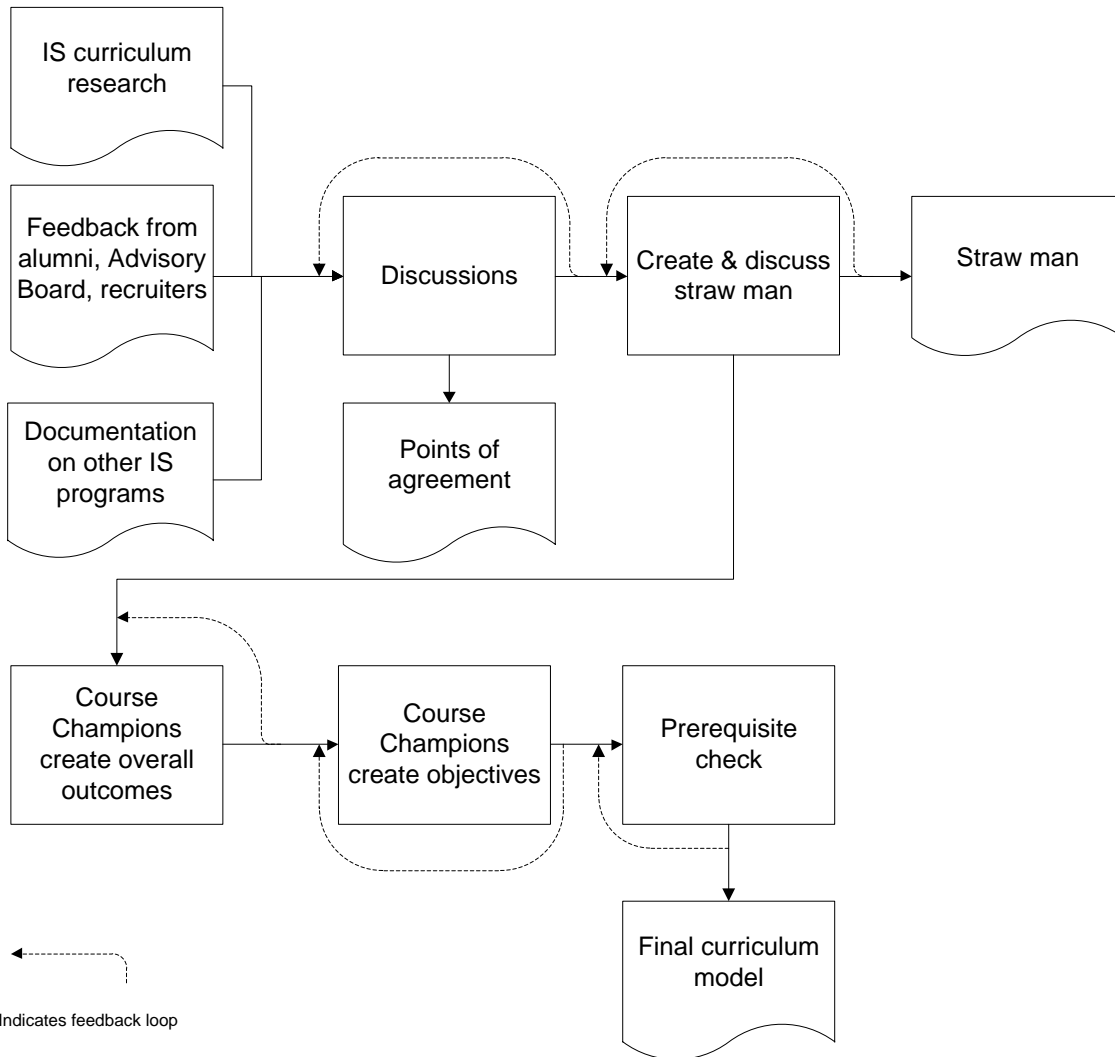 IS curriculum
research
Feedback from
alumni, Advisory
Board, recruiters
Documentation
on other IS
programs
Discussions
Points of
agreement
Create & discuss
straw man
Straw man
Course
Champions
create overall
outcomes
Course
Champions
create objectives
Prerequisite
check
Final curriculum
model
Indicates feedback loop